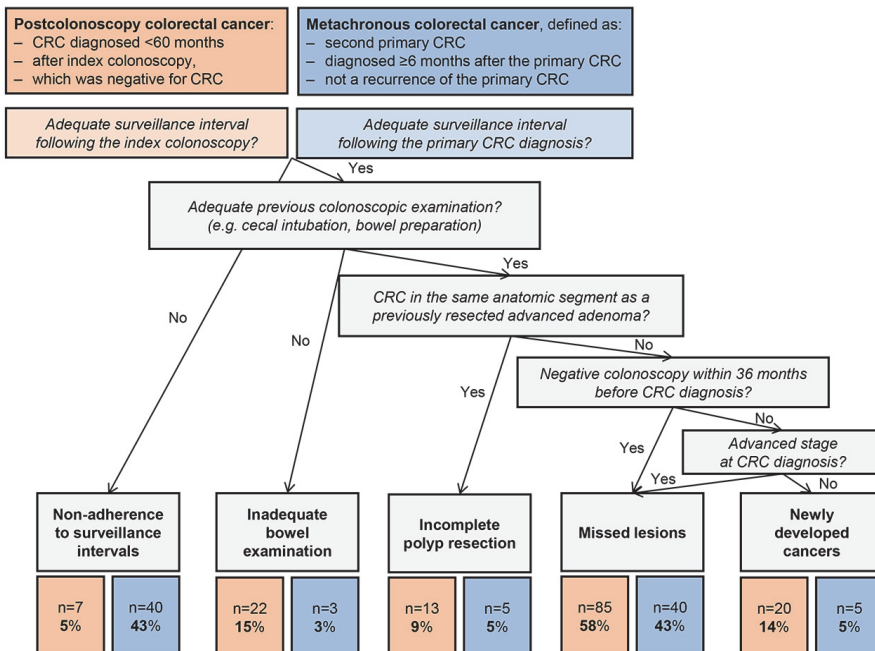 Postcolonoscopy colorectal cancer:
– CRC diagnosed <60 months
– after index colonoscopy,
– which was negative for CRC
Metachronous colorectal cancer, defined as:
– second primary CRC
– diagnosed ≥6 months after the primary CRC
– not a recurrence of the primary CRC
Adequate surveillance interval
following the index colonoscopy?
Adequate surveillance interval
following the primary CRC diagnosis?
Yes
Adequate previous colonoscopic examination?
(e.g. cecal intubation, bowel preparation)
Yes
No
CRC in the same anatomic segment as a
previously resected advanced adenoma?
No
No
Yes
Negative colonoscopy within 36 months
before CRC diagnosis?
No
Yes
Advanced stage
at CRC diagnosis?
Yes
No
Non-adherence
to surveillance
intervals
Inadequate
bowel
examination
Incomplete
polyp resection
Missed lesions
Newly
developed
cancers
n=7
5%
n=40
43%
n=22
15%
n=3
3%
n=13
9%
n=5
5%
n=85
58%
n=40
43%
n=20
14%
n=5
5%